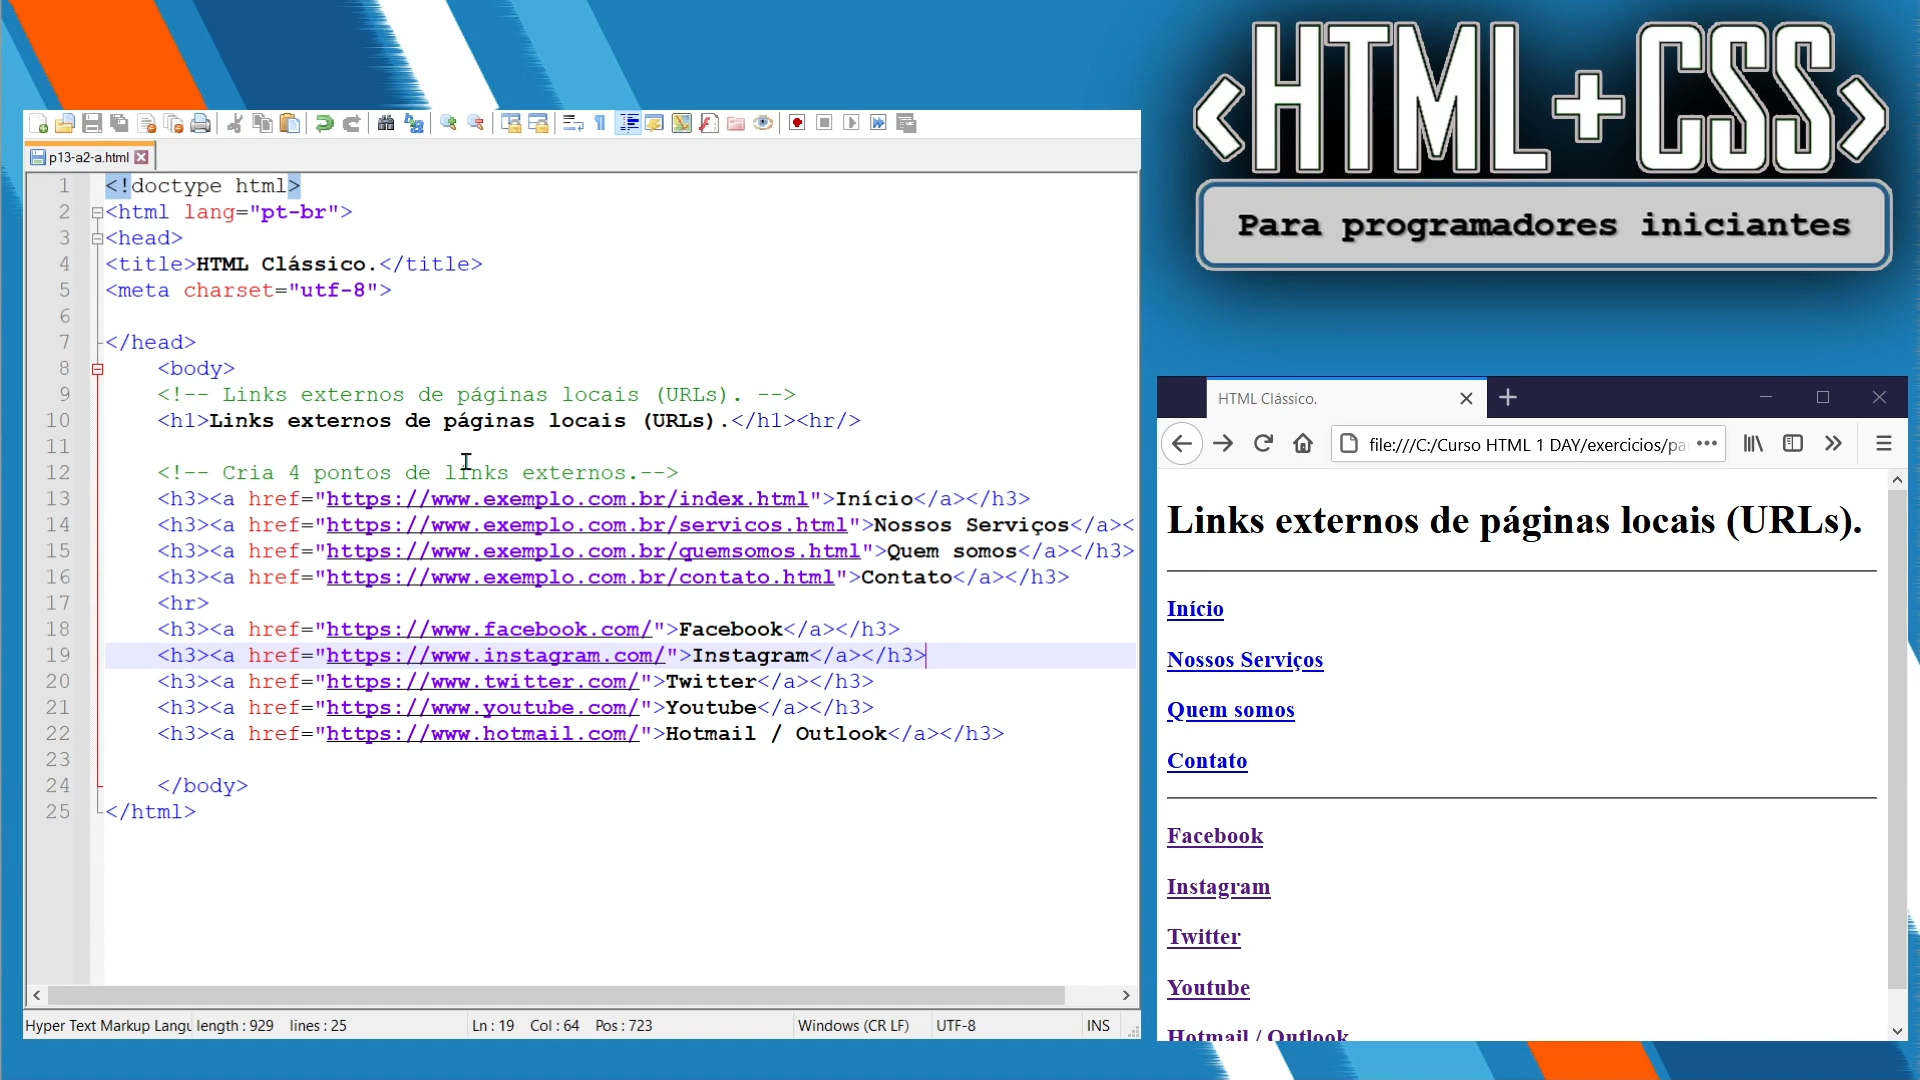 <HTML+CSS>
Para programadores iniciantes
p13-a2-a.html
1 <!doctype html>
2 <html lang="pt-br">
3 <head>
4 <title>HTML Clássico.</title>
5 <meta charset="utf-8">
6
7 </head>
8 <body>
9 <!-- Links externos de páginas locais (URLs). -->
10 <h1>Links externos de páginas locais (URLs).</h1><hr/>
11
12 <!-- Cria 4 pontos de links externos.-->
13 <h3><a href="https://www.exemplo.com.br/index.html">Início</a></h3>
14 <h3><a href="https://www.exemplo.com.br/servicos.html">Nossos Serviços</a><
15 <h3><a href="https://www.exemplo.com.br/quemsomos.html">Quem somos</a></h3>
16 <h3><a href="https://www.exemplo.com.br/contato.html">Contato</a></h3>
17 <hr>
18 <h3><a href="https://www.facebook.com/">Facebook</a></h3>
19 <h3><a href="https://www.instagram.com/">Instagram</a></h3>
20 <h3><a href="https://www.twitter.com/">Twitter</a></h3>
21 <h3><a href="https://www.youtube.com/">Youtube</a></h3>
22 <h3><a href="https://www.hotmail.com/">Hotmail / Outlook</a></h3>
23
24 </body>
25 </html>
Hyper Text Markup Langu length : 929 lines : 25 Ln : 19 Col : 64 Pos : 723 Windows (CR LF) UTF-8 INS
HTML Clássico.
file:///C:/Curso HTML 1 DAY/exercicios/pa
Links externos de páginas locais (URLs).
Início
Nossos Serviços
Quem somos
Contato
Facebook
Instagram
Twitter
Youtube
Hotmail / Outlook